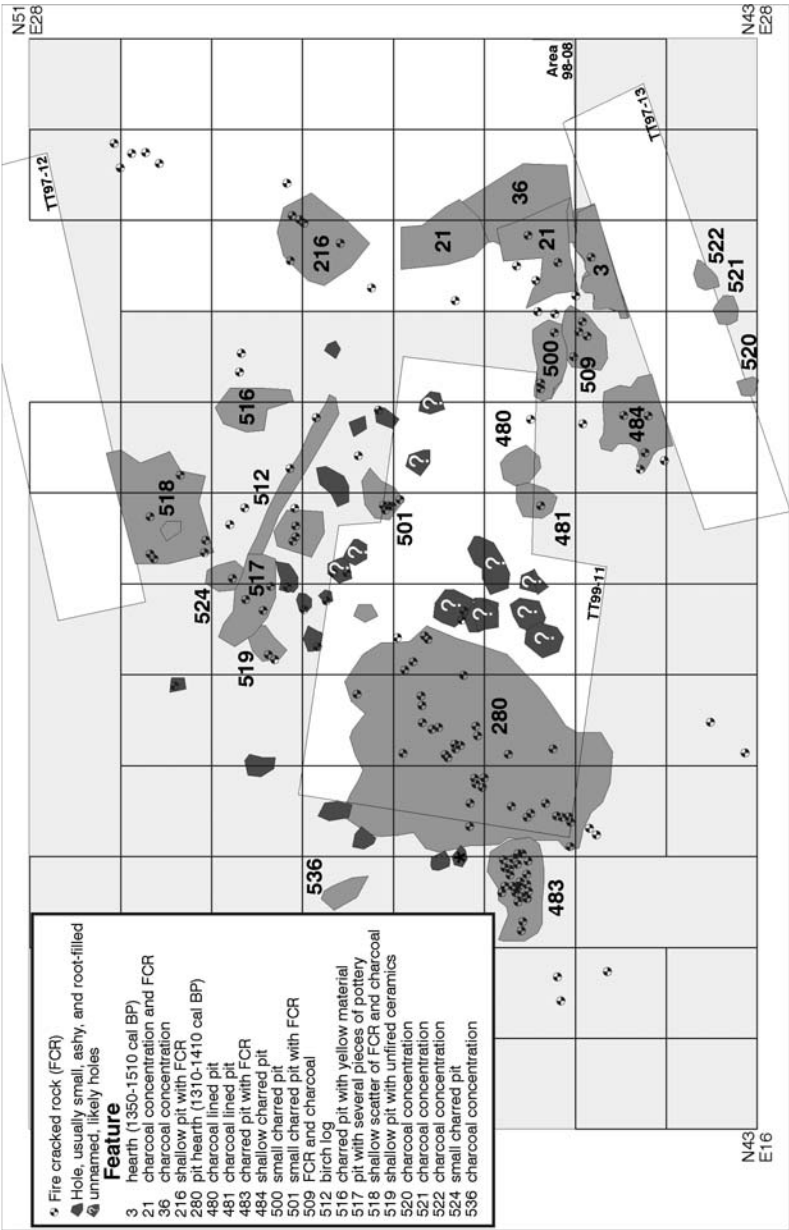 Fire cracked rock (FCR)
Hole, usually small, ashy, and root-filled
? unnamed, likely holes
Feature
3 hearth (1350-1510 cal BP)
21 charcoal concentration and FCR
36 charcoal concentration
216 shallow pit with FCR
280 pit hearth (1310-1410 cal BP)
480 charcoal lined pit
481 charcoal lined pit
483 charred pit with FCR
484 shallow charred pit
500 small charred pit
501 small charred pit with FCR
509 FCR and charcoal
512 birch log
516 charred pit with yellow material
517 pit with several pieces of pottery
518 shallow scatter of FCR and charcoal
519 shallow pit with unfired ceramics
520 charcoal concentration
521 charcoal concentration
522 charcoal concentration
524 small charred pit
536 charcoal concentration
N51
E28
N43
E28
N43
E16
TT97-12
TT97-13
TT99-11
Area
98-08
518
524
517
519
512
516
216
501
536
280
483
480
481
500
509
484
21
36
21
3
522
521
520
?
?
?
?
?
?
?
?
?
?